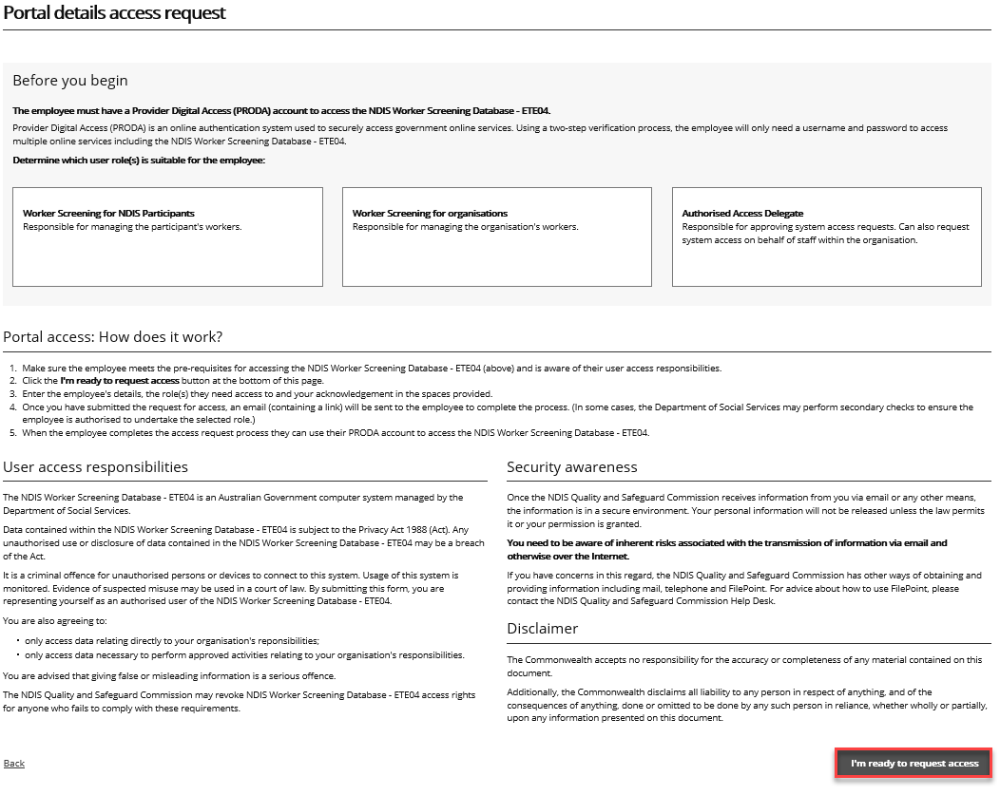 Portal details access request
Before you begin
The employee must have a Provider Digital Access (PRODA) account to access the NDIS Worker Screening Database - ETE04.
Provider Digital Access (PRODA) is an online authentication system used to securely access government online services. Using a two-step verification process, the employee will only need a username and password to access
multiple online services including the NDIS Worker Screening Database - ETE04.
Determine which user role(s) is suitable for the employee:
Worker Screening for NDIS Participants
Responsible for managing the participant's workers.
Worker Screening for organisations
Responsible for managing the organisation's workers.
Authorised Access Delegate
Responsible for approving system access requests. Can also request
system access on behalf of staff within the organisation.
Portal access: How does it work?
1. Make sure the employee meets the pre-requisites for accessing the NDIS Worker Screening Database - ETE04 (above) and is aware of their user access responsibilities.
2. Click the I'm ready to request access button at the bottom of this page.
3. Enter the employee's details, the role(s) they need access to and your acknowledgement in the spaces provided.
4. Once you have submitted the request for access, an email (containing a link) will be sent to the employee to complete the process. (In some cases, the Department of Social Services may perform secondary checks to ensure the
employee is authorised to undertake the selected role.)
5. When the employee completes the access request process they can use their PRODA account to access the NDIS Worker Screening Database - ETE04.
User access responsibilities
The NDIS Worker Screening Database - ETE04 is an Australian Government computer system managed by the
Department of Social Services.
Data contained within the NDIS Worker Screening Database - ETE04 is subject to the Privacy Act 1988 (Act). Any
unauthorised use or disclosure of data contained in the NDIS Worker Screening Database - ETE04 may be a breach
of the Act.
It is a criminal offence for unauthorised persons or devices to connect to this system. Usage of this system is
monitored. Evidence of suspected misuse may be used in a court of law. By submitting this form, you are
representing yourself as an authorised user of the NDIS Worker Screening Database - ETE04.
You are also agreeing to:
• only access data relating directly to your organisation's reponsibilities;
• only access data necessary to perform approved activities relating to your organisation's responsibilities.
You are advised that giving false or misleading information is a serious offence.
The NDIS Quality and Safeguard Commission may revoke NDIS Worker Screening Database - ETE04 access rights
for anyone who fails to comply with these requirements.
Security awareness
Once the NDIS Quality and Safeguard Commission receives information from you via email or any other means,
the information is in a secure environment. Your personal information will not be released unless the law permits
it or your permission is granted.
You need to be aware of inherent risks associated with the transmission of information via email and
otherwise over the Internet.
If you have concerns in this regard, the NDIS Quality and Safeguard Commission has other ways of obtaining and
providing information including mail, telephone and FilePoint. For advice about how to use FilePoint, please
contact the NDIS Quality and Safeguard Commission Help Desk.
Disclaimer
The Commonwealth accepts no responsibility for the accuracy or completeness of any material contained on this
document.
Additionally, the Commonwealth disclaims all liability to any person in respect of anything, and of the
consequences of anything, done or omitted to be done by any such person in reliance, whether wholly or partially,
upon any information presented on this document.
Back
I'm ready to request access